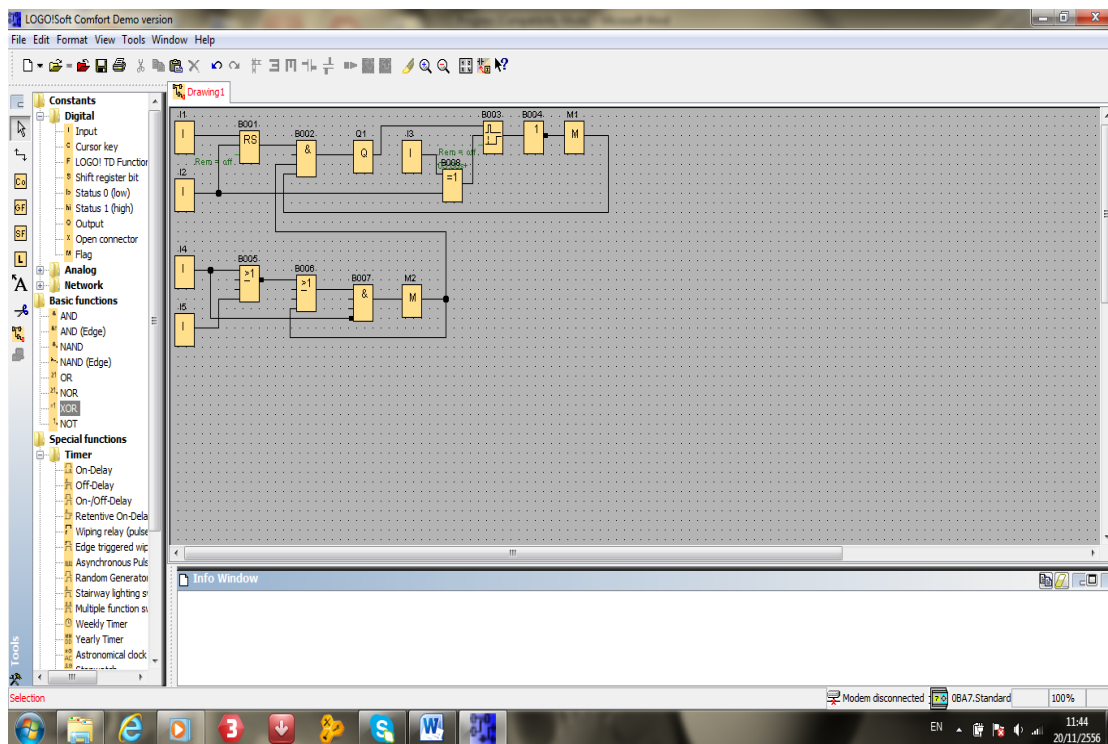 LOGO!Soft Comfort Demo version
File Edit Format View Tools Window Help
Drawing1
Constants
Digital
Input
Cursor key
LOGO! TD Function
Shift register bit
Status 0 (low)
Status 1 (high)
Output
Open connector
Flag
Analog
Network
Basic functions
AND
AND (Edge)
NAND
NAND (Edge)
OR
NOR
XOR
NOT
Special functions
Timer
On-Delay
Off-Delay
On-/Off-Delay
Retentive On-Dela
Wiping relay (pulse
Edge triggered wip
Asynchronous Puls
Random Generator
Stairway lighting s
Multiple function s
Weekly Timer
Yearly Timer
Astronomical clock
Co
GF
SF
L
A
Tools
I1
I
B001
RS
Rem = off
B002
&
Q1
Q
I3
I
B003
Rem = off
B004
1
M1
M
I2
I
B008
=1
I4
I
B005
>1
B006
>1
B007
&
M2
M
I5
I
Info Window
Selection
Modem disconnected
0BA7.Standard
100%
EN
11:44
20/11/2556